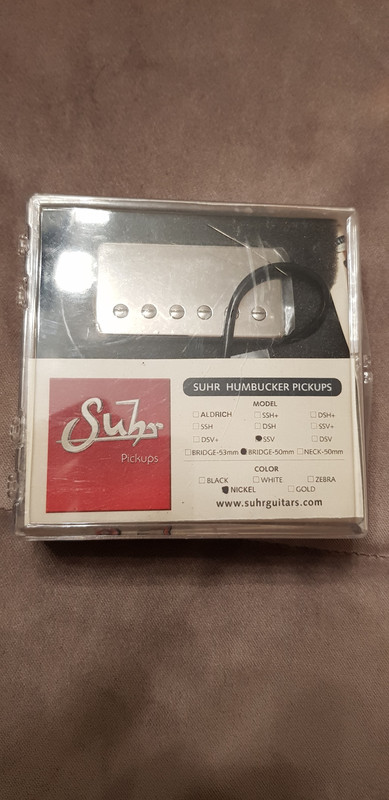 Suhr
Pickups
SUHR HUMBUCKER PICKUPS
MODEL
ALDRICH SSH+ DSH+
SSH DSH SSV+
DSV+ SSV DSV
BRIDGE-53mm BRIDGE-50mm NECK-50mm
COLOR
BLACK WHITE ZEBRA
NICKEL GOLD
www.suhrguitars.com